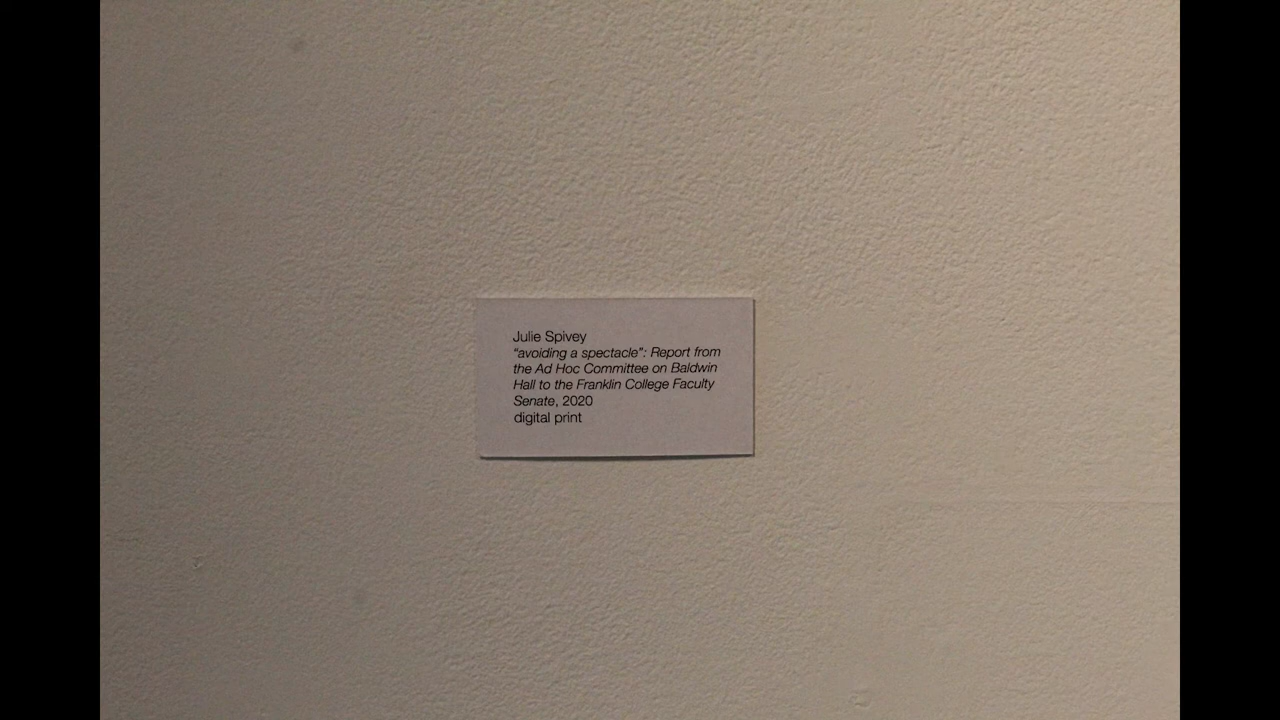 Julie Spivey
“avoiding a spectacle”: Report from
the Ad Hoc Committee on Baldwin
Hall to the Franklin College Faculty
Senate, 2020
digital print